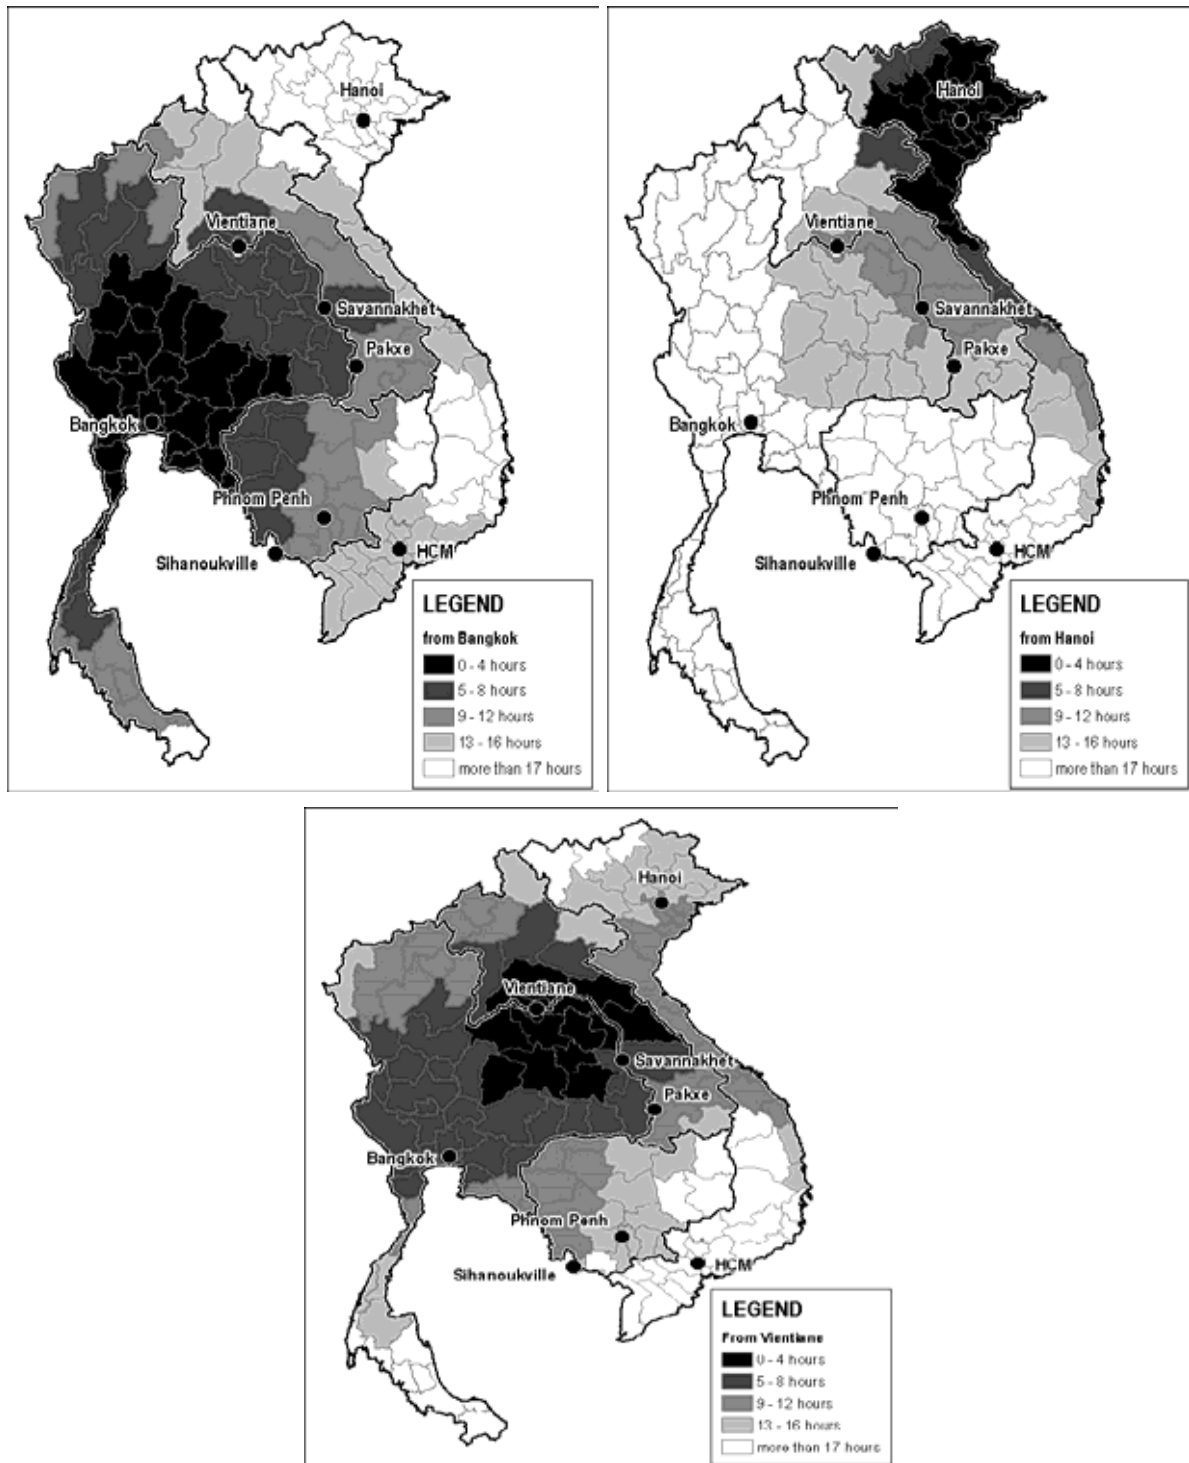 Hanoi
Vientiane
Savannakhet
Pakxe
Bangkok
Phnom Penh
Sihanoukville
HCM
LEGEND
from Bangkok
0 - 4 hours
5 - 8 hours
9 - 12 hours
13 - 16 hours
more than 17 hours
Hanoi
Vientiane
Savannakhet
Pakxe
Bangkok
Phnom Penh
Sihanoukville
HCM
LEGEND
from Hanoi
0 - 4 hours
5 - 8 hours
9 - 12 hours
13 - 16 hours
more than 17 hours
Hanoi
Vientiane
Savannakhet
Pakxe
Bangkok
Phnom Penh
Sihanoukville
HCM
LEGEND
From Vientiane
0 - 4 hours
5 - 8 hours
9 - 12 hours
13 - 16 hours
more than 17 hours